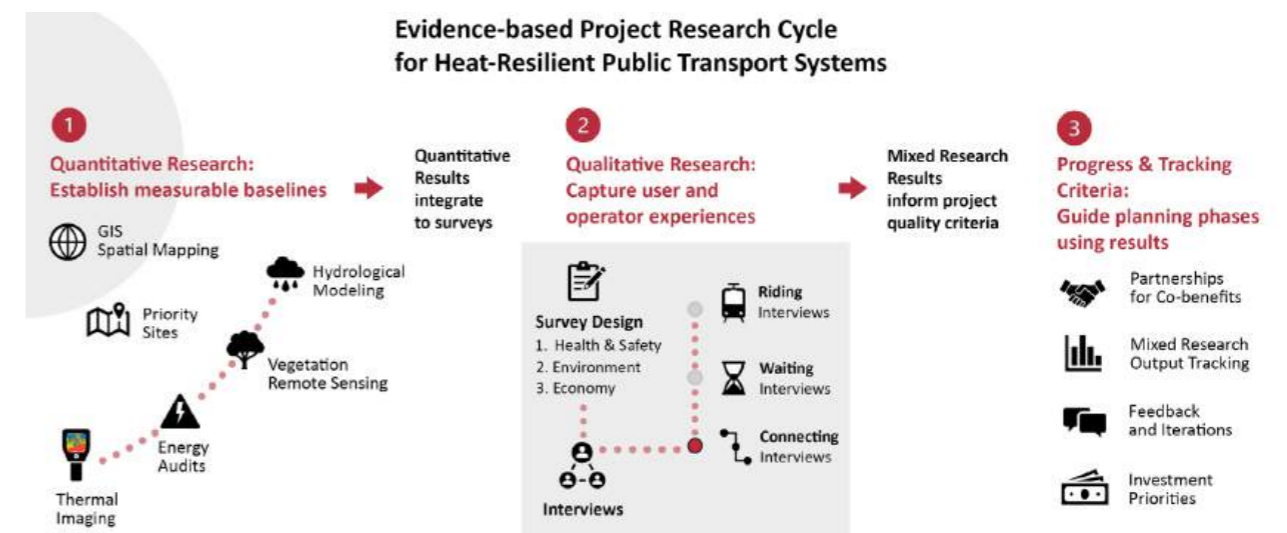 Evidence-based Project Research Cycle
for Heat-Resilient Public Transport Systems
1
Quantitative Research:
Establish measurable baselines
GIS
Spatial Mapping
Priority
Sites
Hydrological
Modeling
Vegetation
Remote Sensing
Energy
Audits
Thermal
Imaging
Quantitative
Results
integrate
to surveys
2
Qualitative Research:
Capture user and
operator experiences
Survey Design
1. Health & Safety
2. Environment
3. Economy
Interviews
Riding
Interviews
Waiting
Interviews
Connecting
Interviews
Mixed Research
Results
inform project
quality criteria
3
Progress & Tracking
Criteria:
Guide planning phases
using results
Partnerships
for Co-benefits
Mixed Research
Output Tracking
Feedback
and Iterations
Investment
Priorities